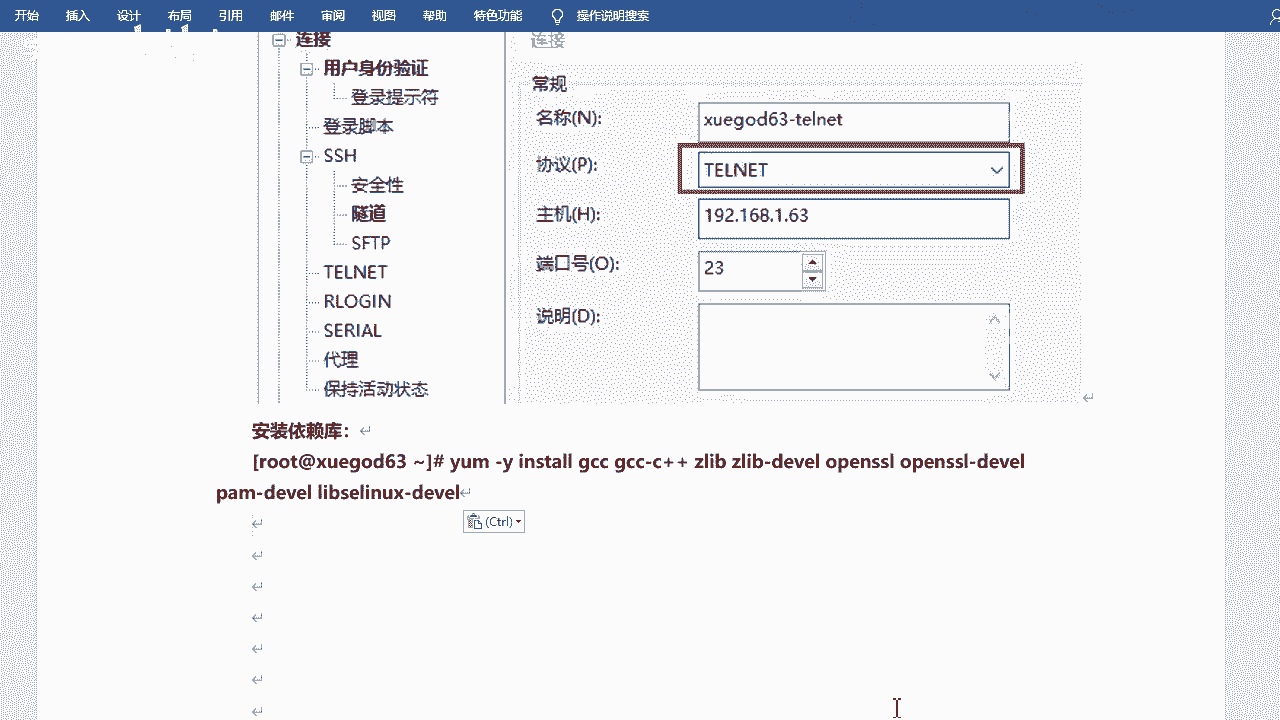 开始 插入 设计 布局 引用 邮件 审阅 视图 帮助 特色功能 操作说明搜索
连接
用户身份验证
登录提示符
登录脚本
SSH
安全性
隧道
SFTP
TELNET
RLOGIN
SERIAL
代理
保持活动状态
连接
常规
名称(N): xuegod63-telnet
协议(P): TELNET
主机(H): 192.168.1.63
端口号(O): 23
说明(D):
安装依赖库：
[root@xuegod63 ~]# yum -y install gcc gcc-c++ zlib zlib-devel openssl openssl-devel
pam-devel libselinux-devel
(Ctrl)